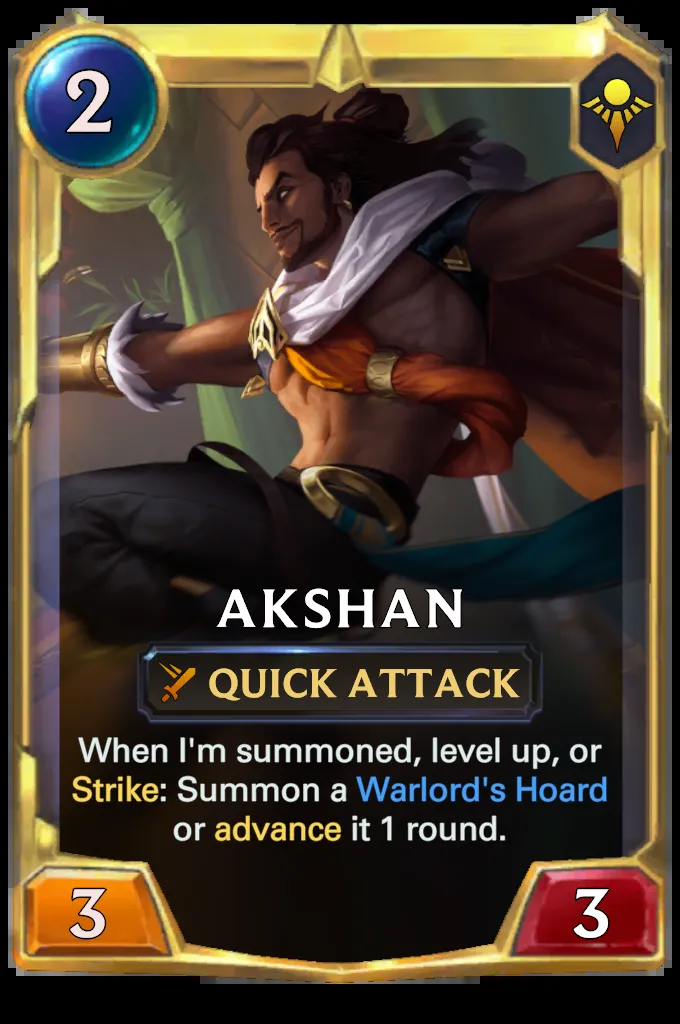 2
AKSHAN
QUICK ATTACK
When I'm summoned, level up, or
Strike: Summon a Warlord's Hoard
or advance it 1 round.
3
3